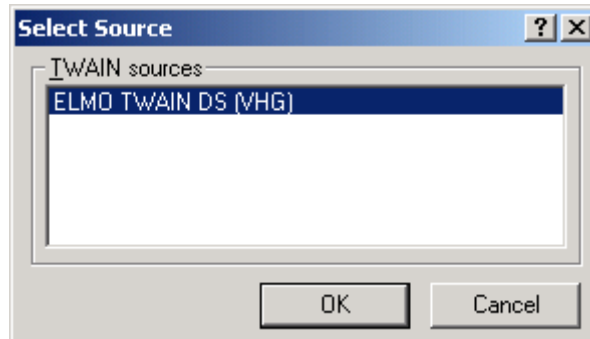 Select Source
TWAIN sources
ELMO TWAIN DS (VHG)
OK
Cancel